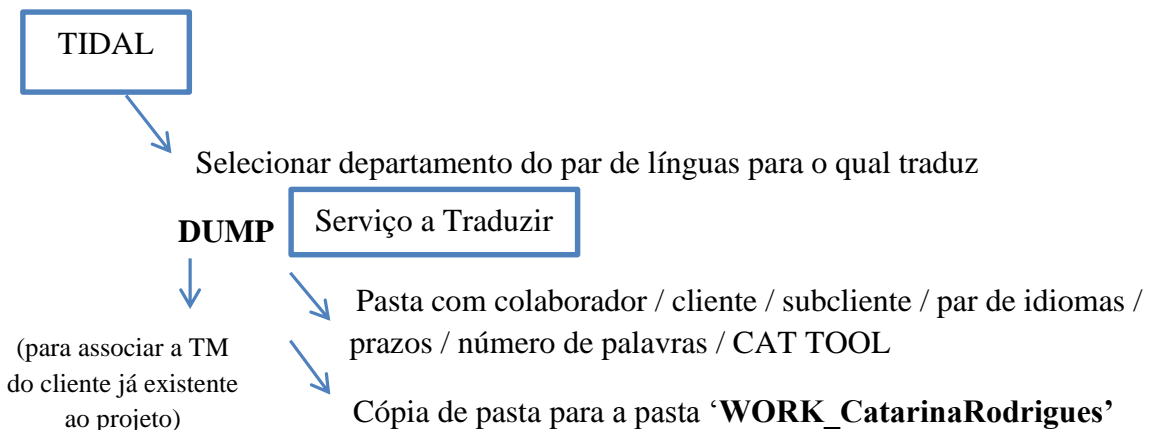 TIDAL
Selecionar departamento do par de línguas para o qual traduz
DUMP
Serviço a Traduzir
Pasta com colaborador / cliente / subcliente / par de idiomas /
prazos / número de palavras / CAT TOOL
(para associar a TM
do cliente já existente
ao projeto)
Cópia de pasta para a pasta ‘WORK_CatarinaRodrigues’